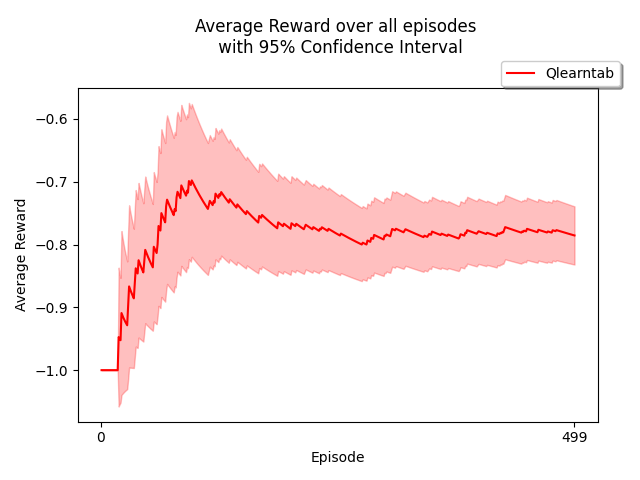 Average Reward over all episodes
with 95% Confidence Interval
Qlearntab
−0.6
−0.7
−0.8
−0.9
−1.0
Average Reward
0
499
Episode